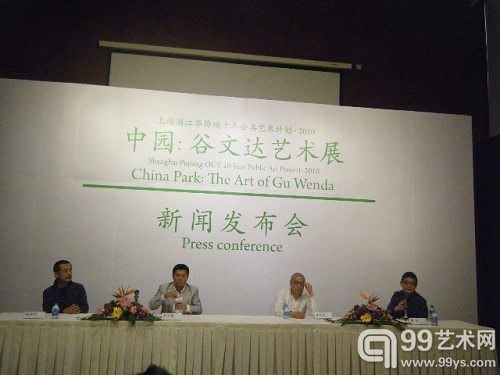 上海浦江华侨城十年公共艺术计划·2010
中园: 谷文达艺术展
Shanghai Pujiang OCT 10 Year Public Art Project·2010
China Park: The Art of Gu Wenda
新闻发布会
Press conference
99艺术网
www.99ys.com